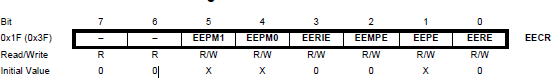 Bit 7 6 5 4 3 2 1 0
0x1F (0x3F) – – EEPM1 EEPM0 EERIE EEMPE EEPE EERE EECR
Read/Write R R R/W R/W R/W R/W R/W R/W
Initial Value 0 0 X X 0 0 X 0